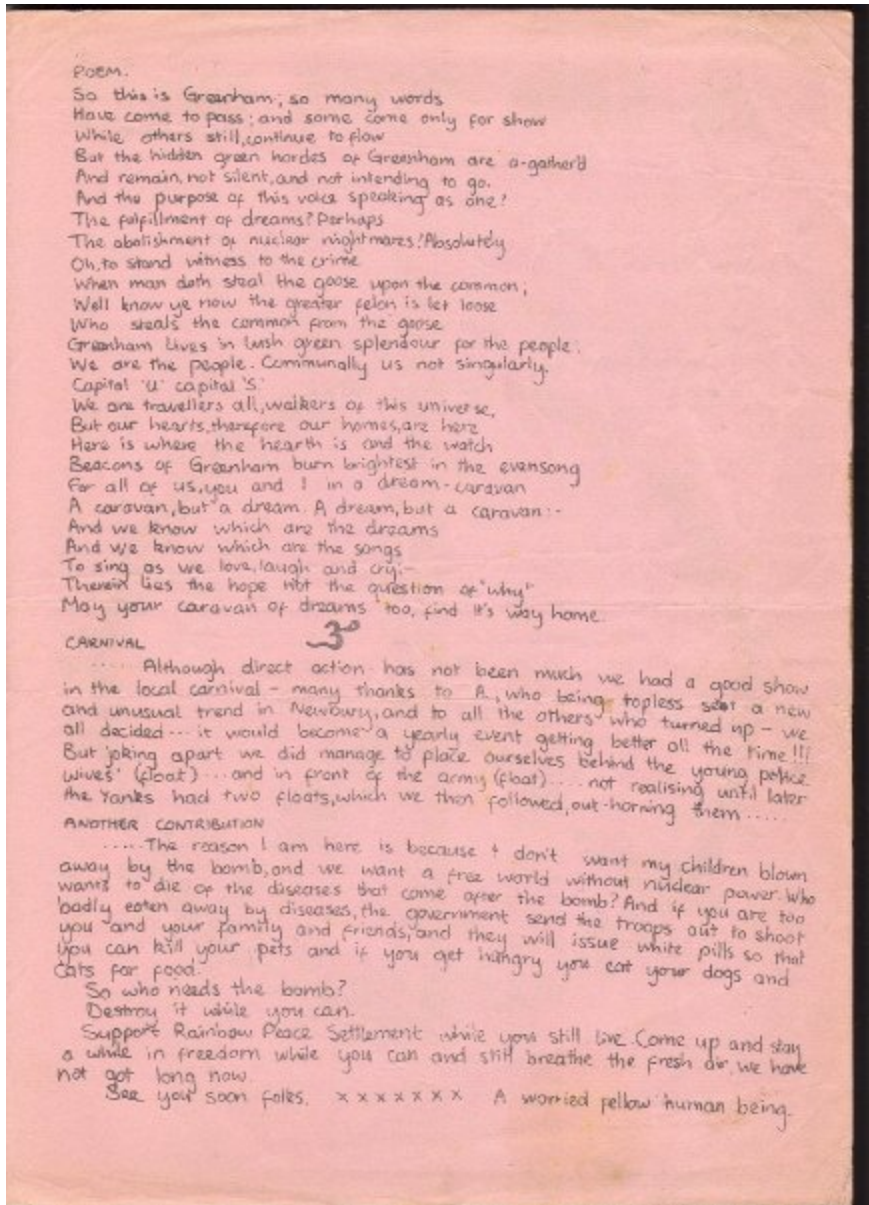 POEM.
So this is Greenham; so many words
Have come to pass; and some come only for show
While others still, continue to flow
But the hidden green hordes of Greenham are a-gather'd
And remain, not silent, and not intending to go.
And the purpose of this voice speaking as one?
The fulfillment of dreams? Perhaps
The abolishment of nuclear nightmares? Absolutely
Oh, to stand witness to the crime
When man doth steal the goose upon the common;
Well know ye now the greater felon is let loose
Who steals the common from the goose
Greenham lives in lush green splendour for the people.
We are the people. Communally us not singularly.
Capital 'U' capital 'S'
We are travellers all, walkers of this universe,
But our hearts, therefore our homes, are here
Here is where the hearth is and the watch
Beacons of Greenham burn brightest in the evensong
For all of us, you and I in a dream-caravan
A caravan, but a dream. A dream, but a caravan:-
And we know which are the dreams
And we know which are the songs
To sing as we love, laugh and cry:-
Therein lies the hope not the question of "why"
May your caravan of dreams too, find it's way home.
CARNIVAL
..... Although direct action has not been much we had a good show
in the local carnival - many thanks to A., who being topless set a new
and unusual trend in Newbury, and to all the others who turned up - we
all decided... it would become a yearly event getting better all the time!!!
But joking apart we did manage to place ourselves behind the young police
wives' (float)... and in front of the army (float).... not realising until later
the Yanks had two floats, which we then followed, out-horning them.....
ANOTHER CONTRIBUTION
..... The reason I am here is because I don't want my children blown
away by the bomb, and we want a free world without nuclear power. Who
wants to die of the diseases that come after the bomb? And if you are too
badly eaten away by diseases, the government send the troops out to shoot
you and your family and friends, and they will issue white pills so that
you can kill your pets and if you get hungry you eat your dogs and
cats for food.
So who needs the bomb?
Destroy it while you can.
Support Rainbow Peace Settlement while you still live. Come up and stay
a while in freedom while you can and still breathe the fresh air, we have
not got long now.
See you soon folks. x x x x x x x A worried fellow human being.